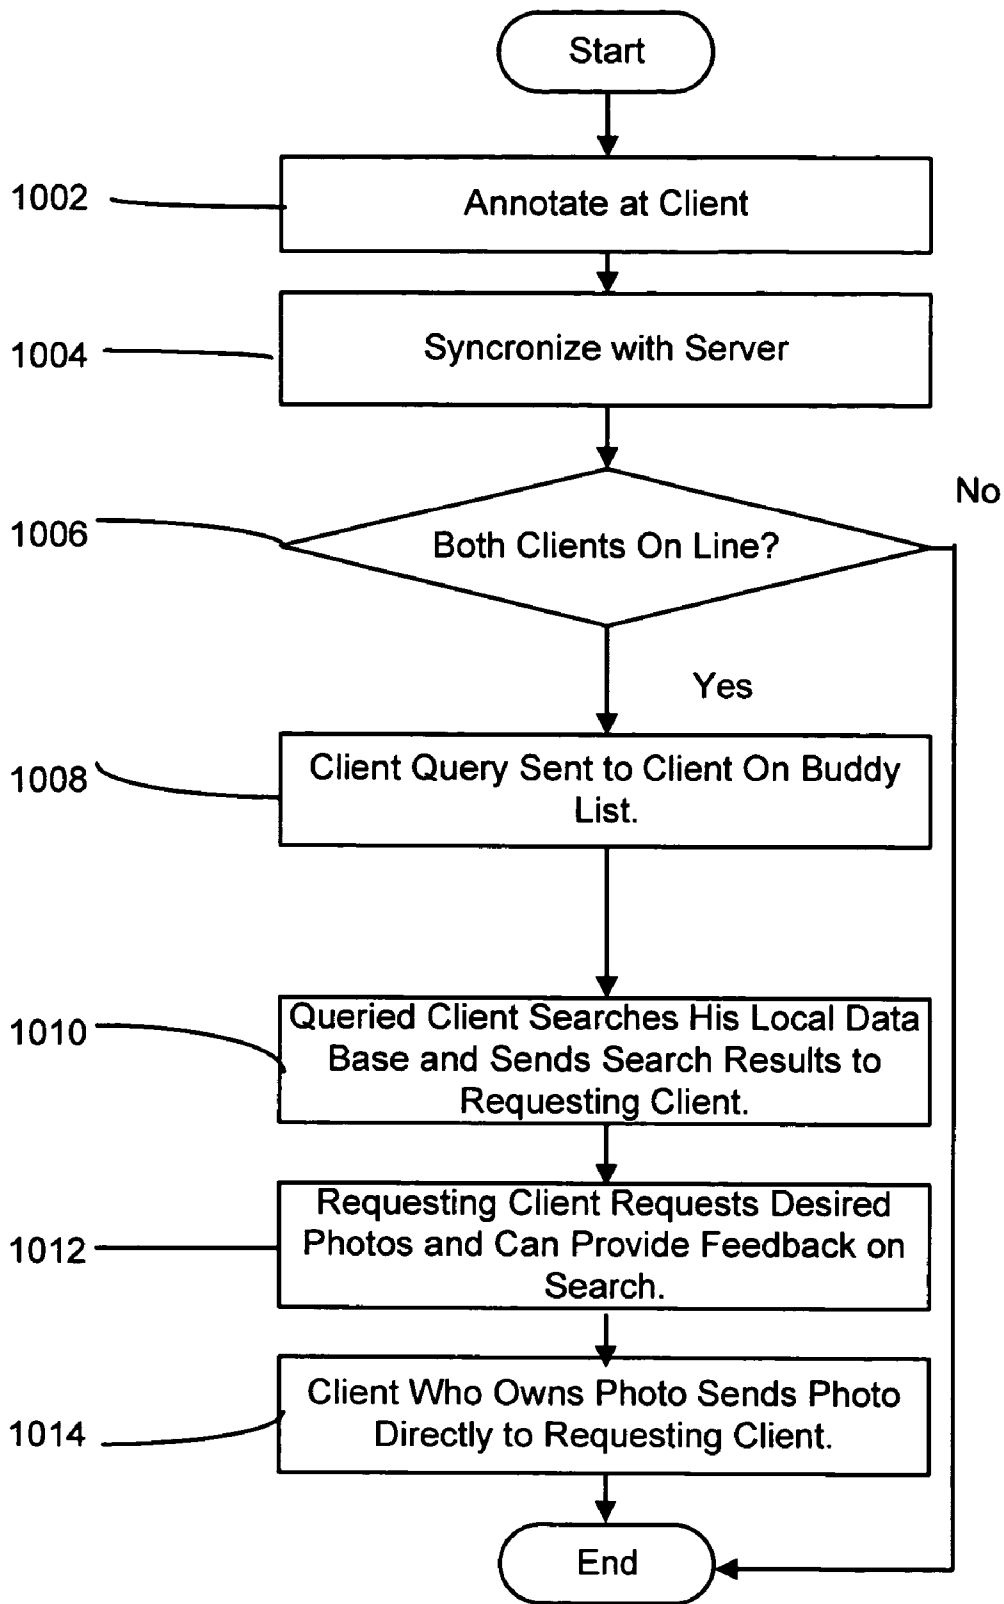 Start
1002
Annotate at Client
1004
Syncronize with Server
No
1006
Both Clients On Line?
Yes
1008
Client Query Sent to Client On Buddy
List.
1010
Queried Client Searches His Local Data
Base and Sends Search Results to
Requesting Client.
1012
Requesting Client Requests Desired
Photos and Can Provide Feedback on
Search.
1014
Client Who Owns Photo Sends Photo
Directly to Requesting Client.
End